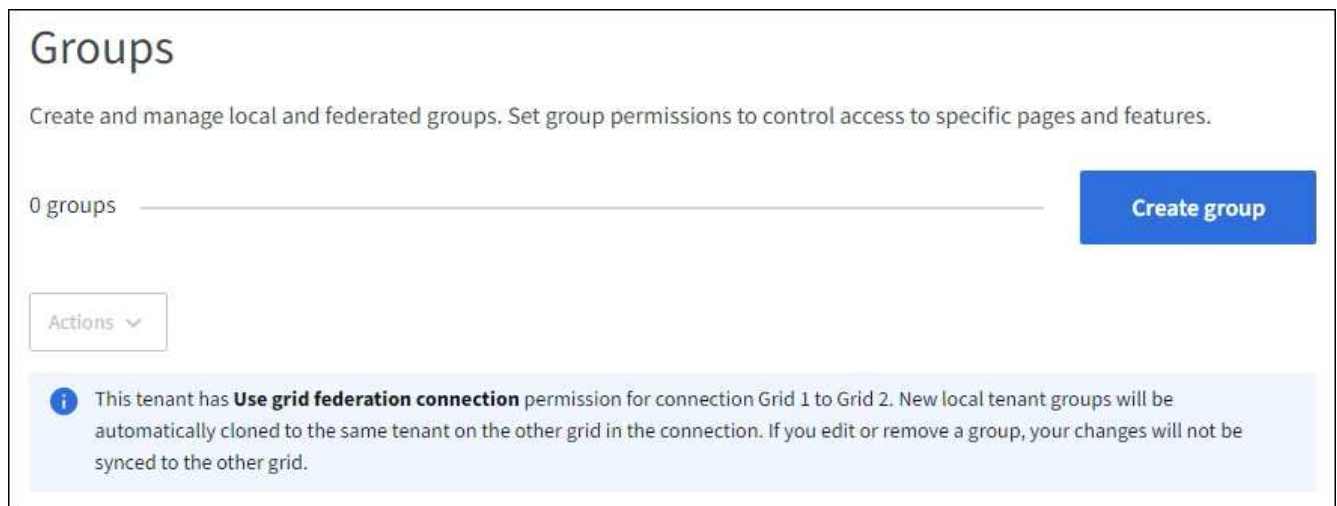 Groups
Create and manage local and federated groups. Set group permissions to control access to specific pages and features.
0 groups
Create group
Actions
This tenant has Use grid federation connection permission for connection Grid 1 to Grid 2. New local tenant groups will be
automatically cloned to the same tenant on the other grid in the connection. If you edit or remove a group, your changes will not be
synced to the other grid.